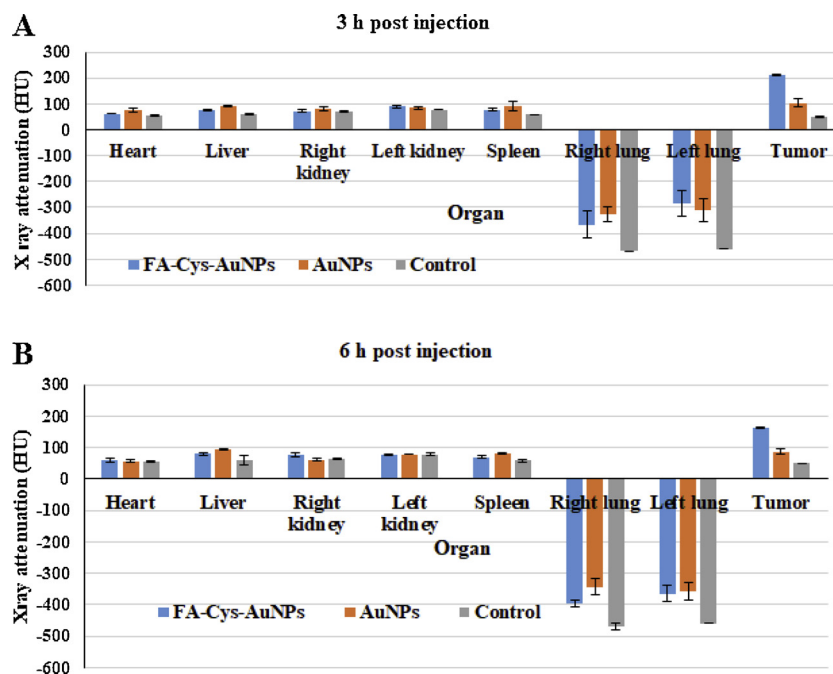 A
3 h post injection
X ray attenuation (HU)
300
200
100
0
-100
-200
-300
-400
-500
-600
Heart Liver Right kidney Left kidney Spleen Right lung Left lung Tumor
Organ
FA-Cys-AuNPs AuNPs Control
B
6 h post injection
Xray attenuation (HU)
300
200
100
0
-100
-200
-300
-400
-500
-600
Heart Liver Right kidney Left kidney Spleen Right lung Left lung Tumor
Organ
FA-Cys-AuNPs AuNPs Control